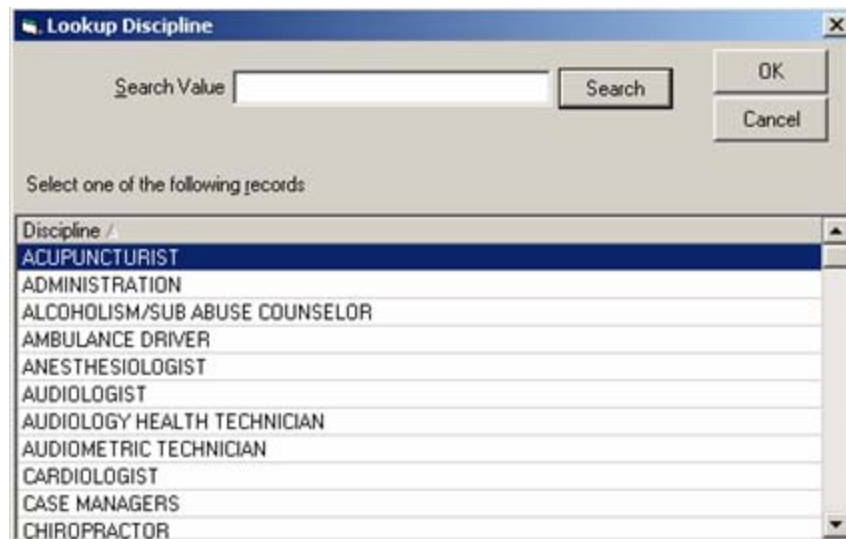 Lookup Discipline
Search Value
Search
OK
Cancel
Select one of the following records
Discipline
ACUPUNCTURIST
ADMINISTRATION
ALCOHOLISM/SUB ABUSE COUNSELOR
AMBULANCE DRIVER
ANESTHESIOLOGIST
AUDIOLOGIST
AUDIOLOGY HEALTH TECHNICIAN
AUDIOMETRIC TECHNICIAN
CARDIOLOGIST
CASE MANAGERS
CHIROPRACTOR